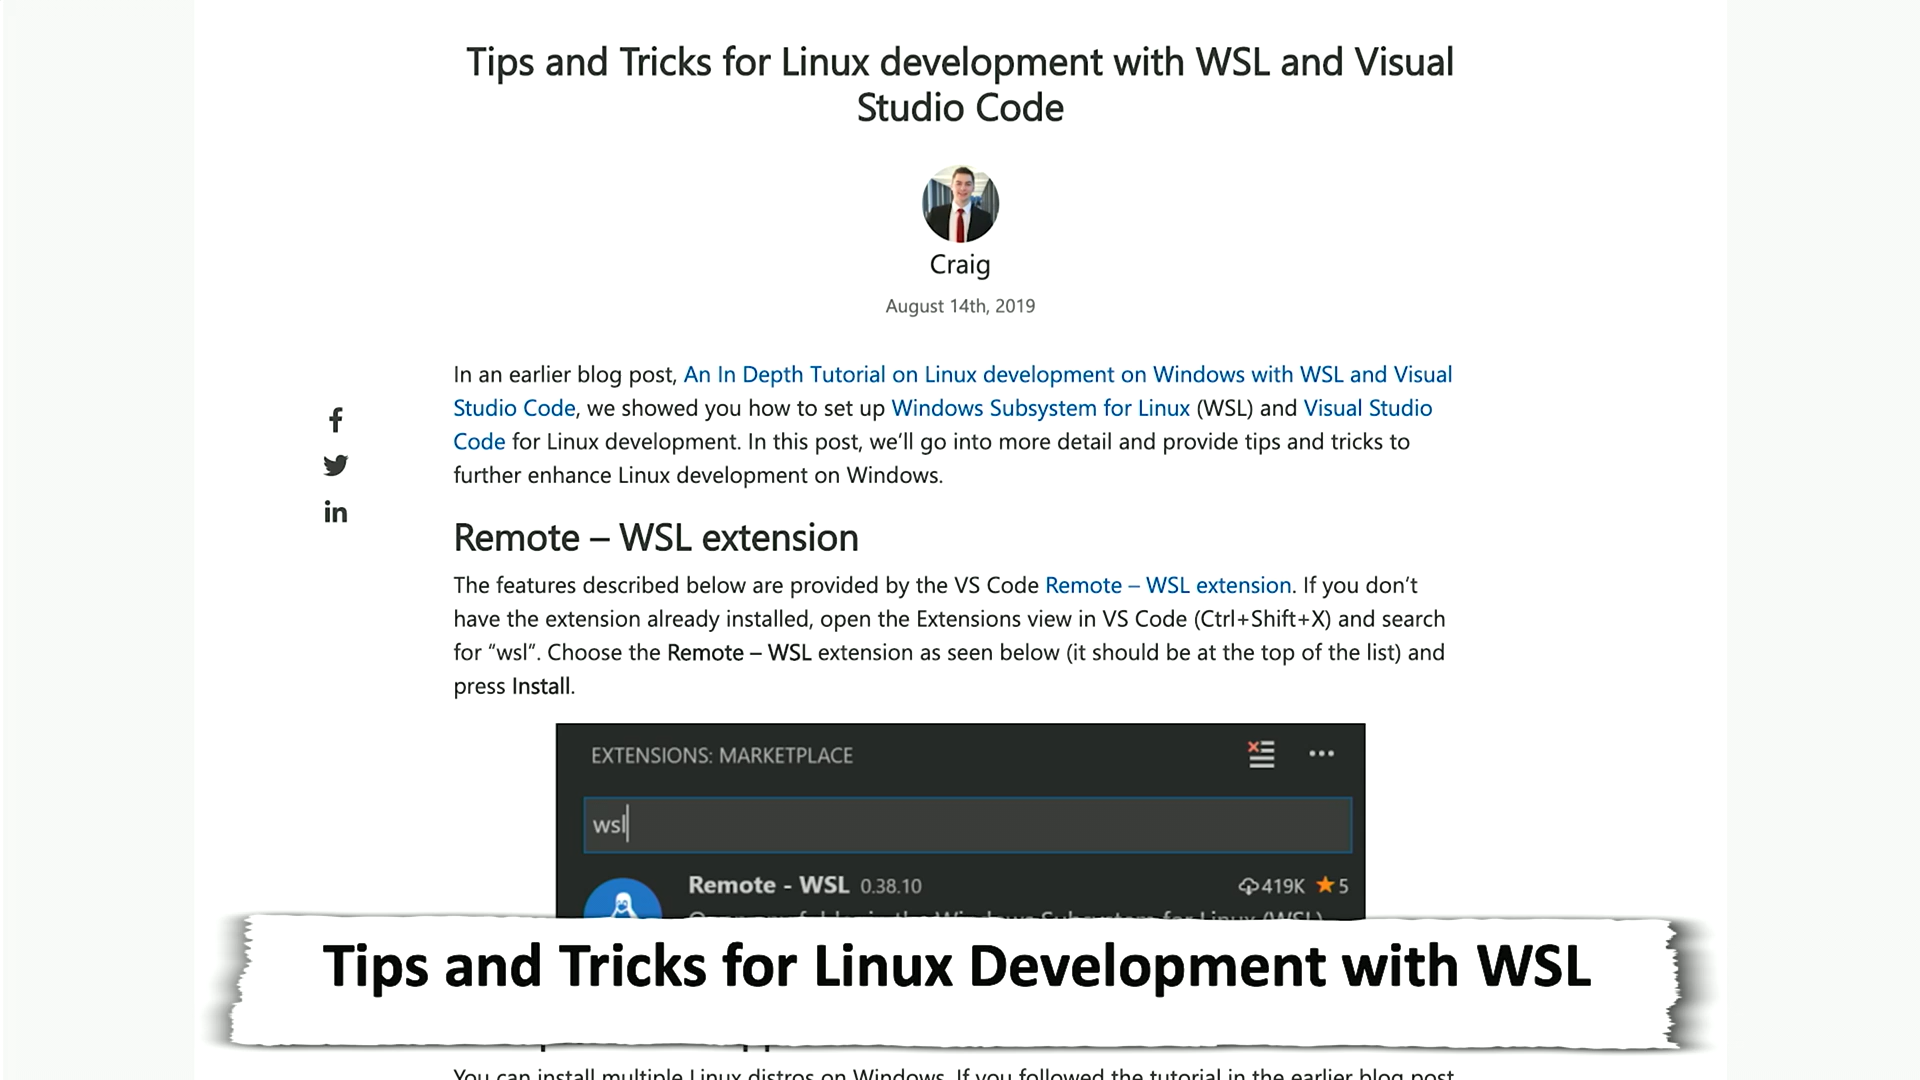 Tips and Tricks for Linux development with WSL and Visual
Studio Code
Craig
August 14th, 2019
In an earlier blog post, An In Depth Tutorial on Linux development on Windows with WSL and Visual
Studio Code, we showed you how to set up Windows Subsystem for Linux (WSL) and Visual Studio
Code for Linux development. In this post, we’ll go into more detail and provide tips and tricks to
further enhance Linux development on Windows.
Remote – WSL extension
The features described below are provided by the VS Code Remote – WSL extension. If you don’t
have the extension already installed, open the Extensions view in VS Code (Ctrl+Shift+X) and search
for “wsl”. Choose the Remote – WSL extension as seen below (it should be at the top of the list) and
press Install.
EXTENSIONS: MARKETPLACE
wsl
Remote - WSL 0.38.10 419K 5
in the Windows Subsystem for Linux (WSL)
Tips and Tricks for Linux Development with WSL
You can install multiple Linux distros on Windows. If you followed the tutorial in the earlier blog post